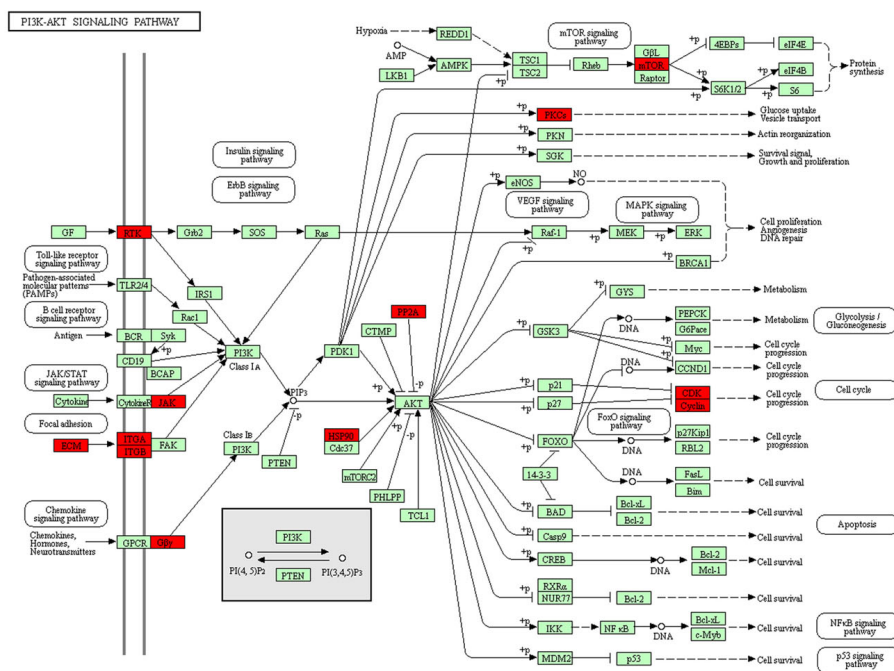 PI3K-AKT SIGNALING PATHWAY
Hypoxia
REDD1
AMP
LKB1
AMPK
TSC1
TSC2
Rheb
mTOR signaling
pathway
GβL
mTOR
Raptor
+p
4EBPs
eIF4E
+p
S6K1/2
+p
eIF4B
S6
Protein
synthesis
+p
+p
PKCs
Glucose uptake
Vesicle transport
+p
PKN
Actin reorganization
+p
SGK
Survival signal,
Growth and proliferation
Insulin signaling
pathway
ErbB signaling
pathway
+p
eNOS
NO
VEGF signaling
pathway
MAPK signaling
pathway
GF
RTK
Grb2
SOS
Ras
Raf-1
+p
+p
MEK
+p
ERK
Cell proliferation
Angiogenesis
DNA repair
+p
BRCA1
Toll-like receptor
signaling pathway
Pathogen-associated
molecular patterns
(PAMPs)
TLR2/4
IRS1
Rac1
B cell receptor
signaling pathway
Antigen
BCR
Syk
+p
CD19
BCAP
PI3K
Class IA
PDK1
CTMP
PP2A
+p
-p
+p
GYS
Metabolism
+p
GSK3
DNA
PEPCK
G6Pace
Metabolism
Glycolysis /
Gluconeogenesis
+p
Myc
Cell cycle
progression
DNA
+p
CCND1
Cell cycle
progression
JAK/STAT
signaling pathway
Cytokine
CytokineR
JAK
PIP3
-p
AKT
+p
p21
+p
p27
CDK
Cyclin
Cell cycle
progression
Cell cycle
Focal adhesion
ECM
ITGA
ITGB
FAK
Class IB
PI3K
PTEN
HSP90
Cdc37
mTORC2
PHLPP
TCL1
+p
-p
FoxO signaling
pathway
+p
FOXO
DNA
p27Kip1
RBL2
Cell cycle
progression
14-3-3
DNA
FasL
Bim
Cell survival
Chemokine
signaling pathway
Chemokines,
Hormones,
Neurotransmitters
GPCR
Gβγ
PI3K
PI(4, 5)P2
PTEN
PI(3,4,5)P3
+p
BAD
Bcl-xL
Bcl-2
Cell survival
Apoptosis
+p
Casp9
Cell survival
+p
CREB
DNA
Bcl-2
Mcl-1
Cell survival
RXRα
NUR77
+p
Bcl-2
Cell survival
+p
IKK
NFκB
DNA
Bcl-xL
c-Myb
Cell survival
NFκB signaling
pathway
+p
MDM2
p53
Cell survival
p53 signaling
pathway